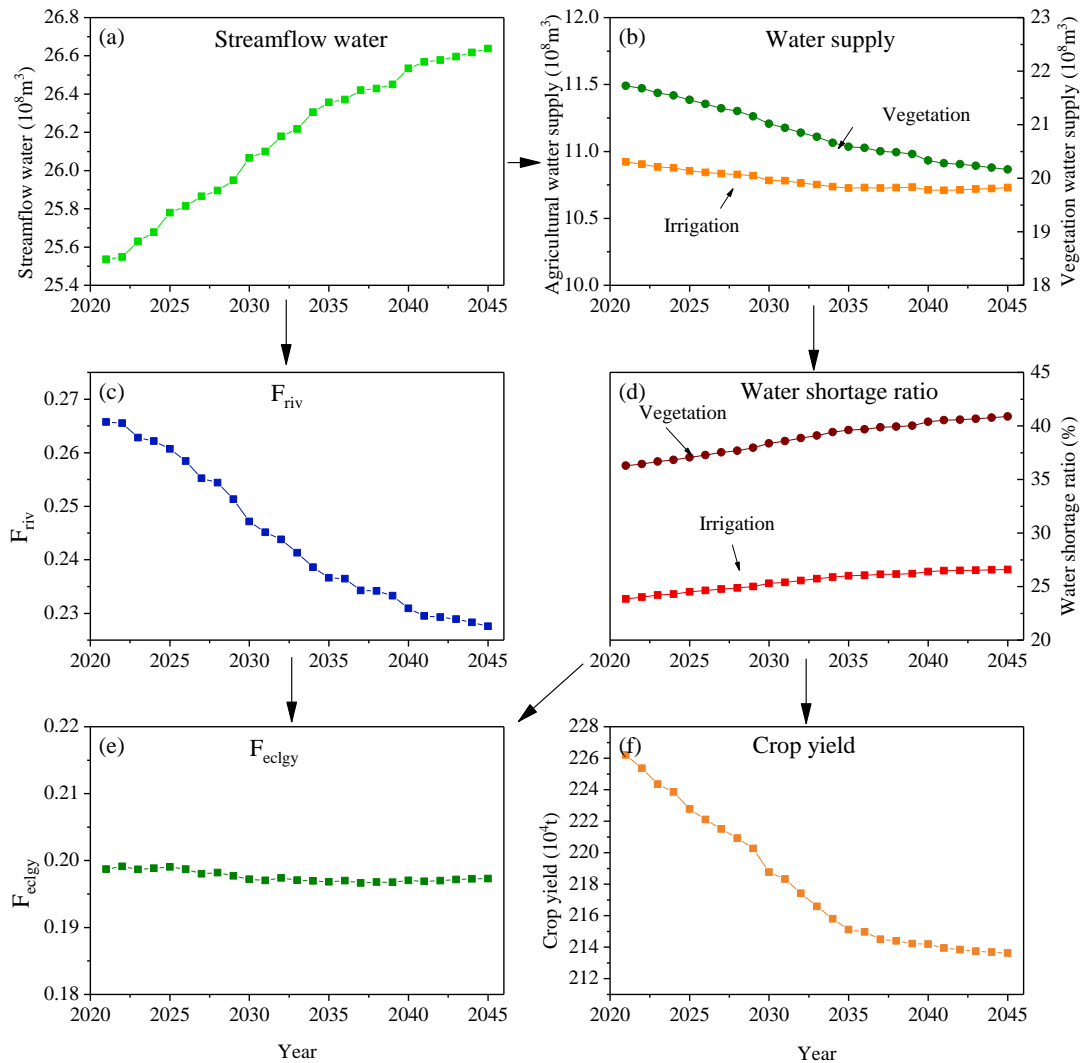 (a) Streamflow water
Streamflow water (10⁸m³)
26.8
26.6
26.4
26.2
26.0
25.8
25.6
25.4
2020 2025 2030 2035 2040 2045
(b) Water supply
Agricultural watter supply (10⁸m³)
12.0
11.5
11.0
10.5
10.0
Vegetation
Irrigation
23
22
21
20
19
18
Vegetation water supply (10⁸m³)
2020 2025 2030 2035 2040 2045
(c) F_riv
F_riv
0.27
0.26
0.25
0.24
0.23
2020 2025 2030 2035 2040 2045
(d) Water shortage ratio
Vegetation
Irrigation
45
40
35
30
25
20
Water shortage ratio (%)
2020 2025 2030 2035 2040 2045
(e) F_eclgy
F_eclgy
0.22
0.21
0.20
0.19
0.18
2020 2025 2030 2035 2040 2045
Year
(f) Crop yield
Crop yield (10⁴t)
228
226
224
222
220
218
216
214
212
2020 2025 2030 2035 2040 2045
Year